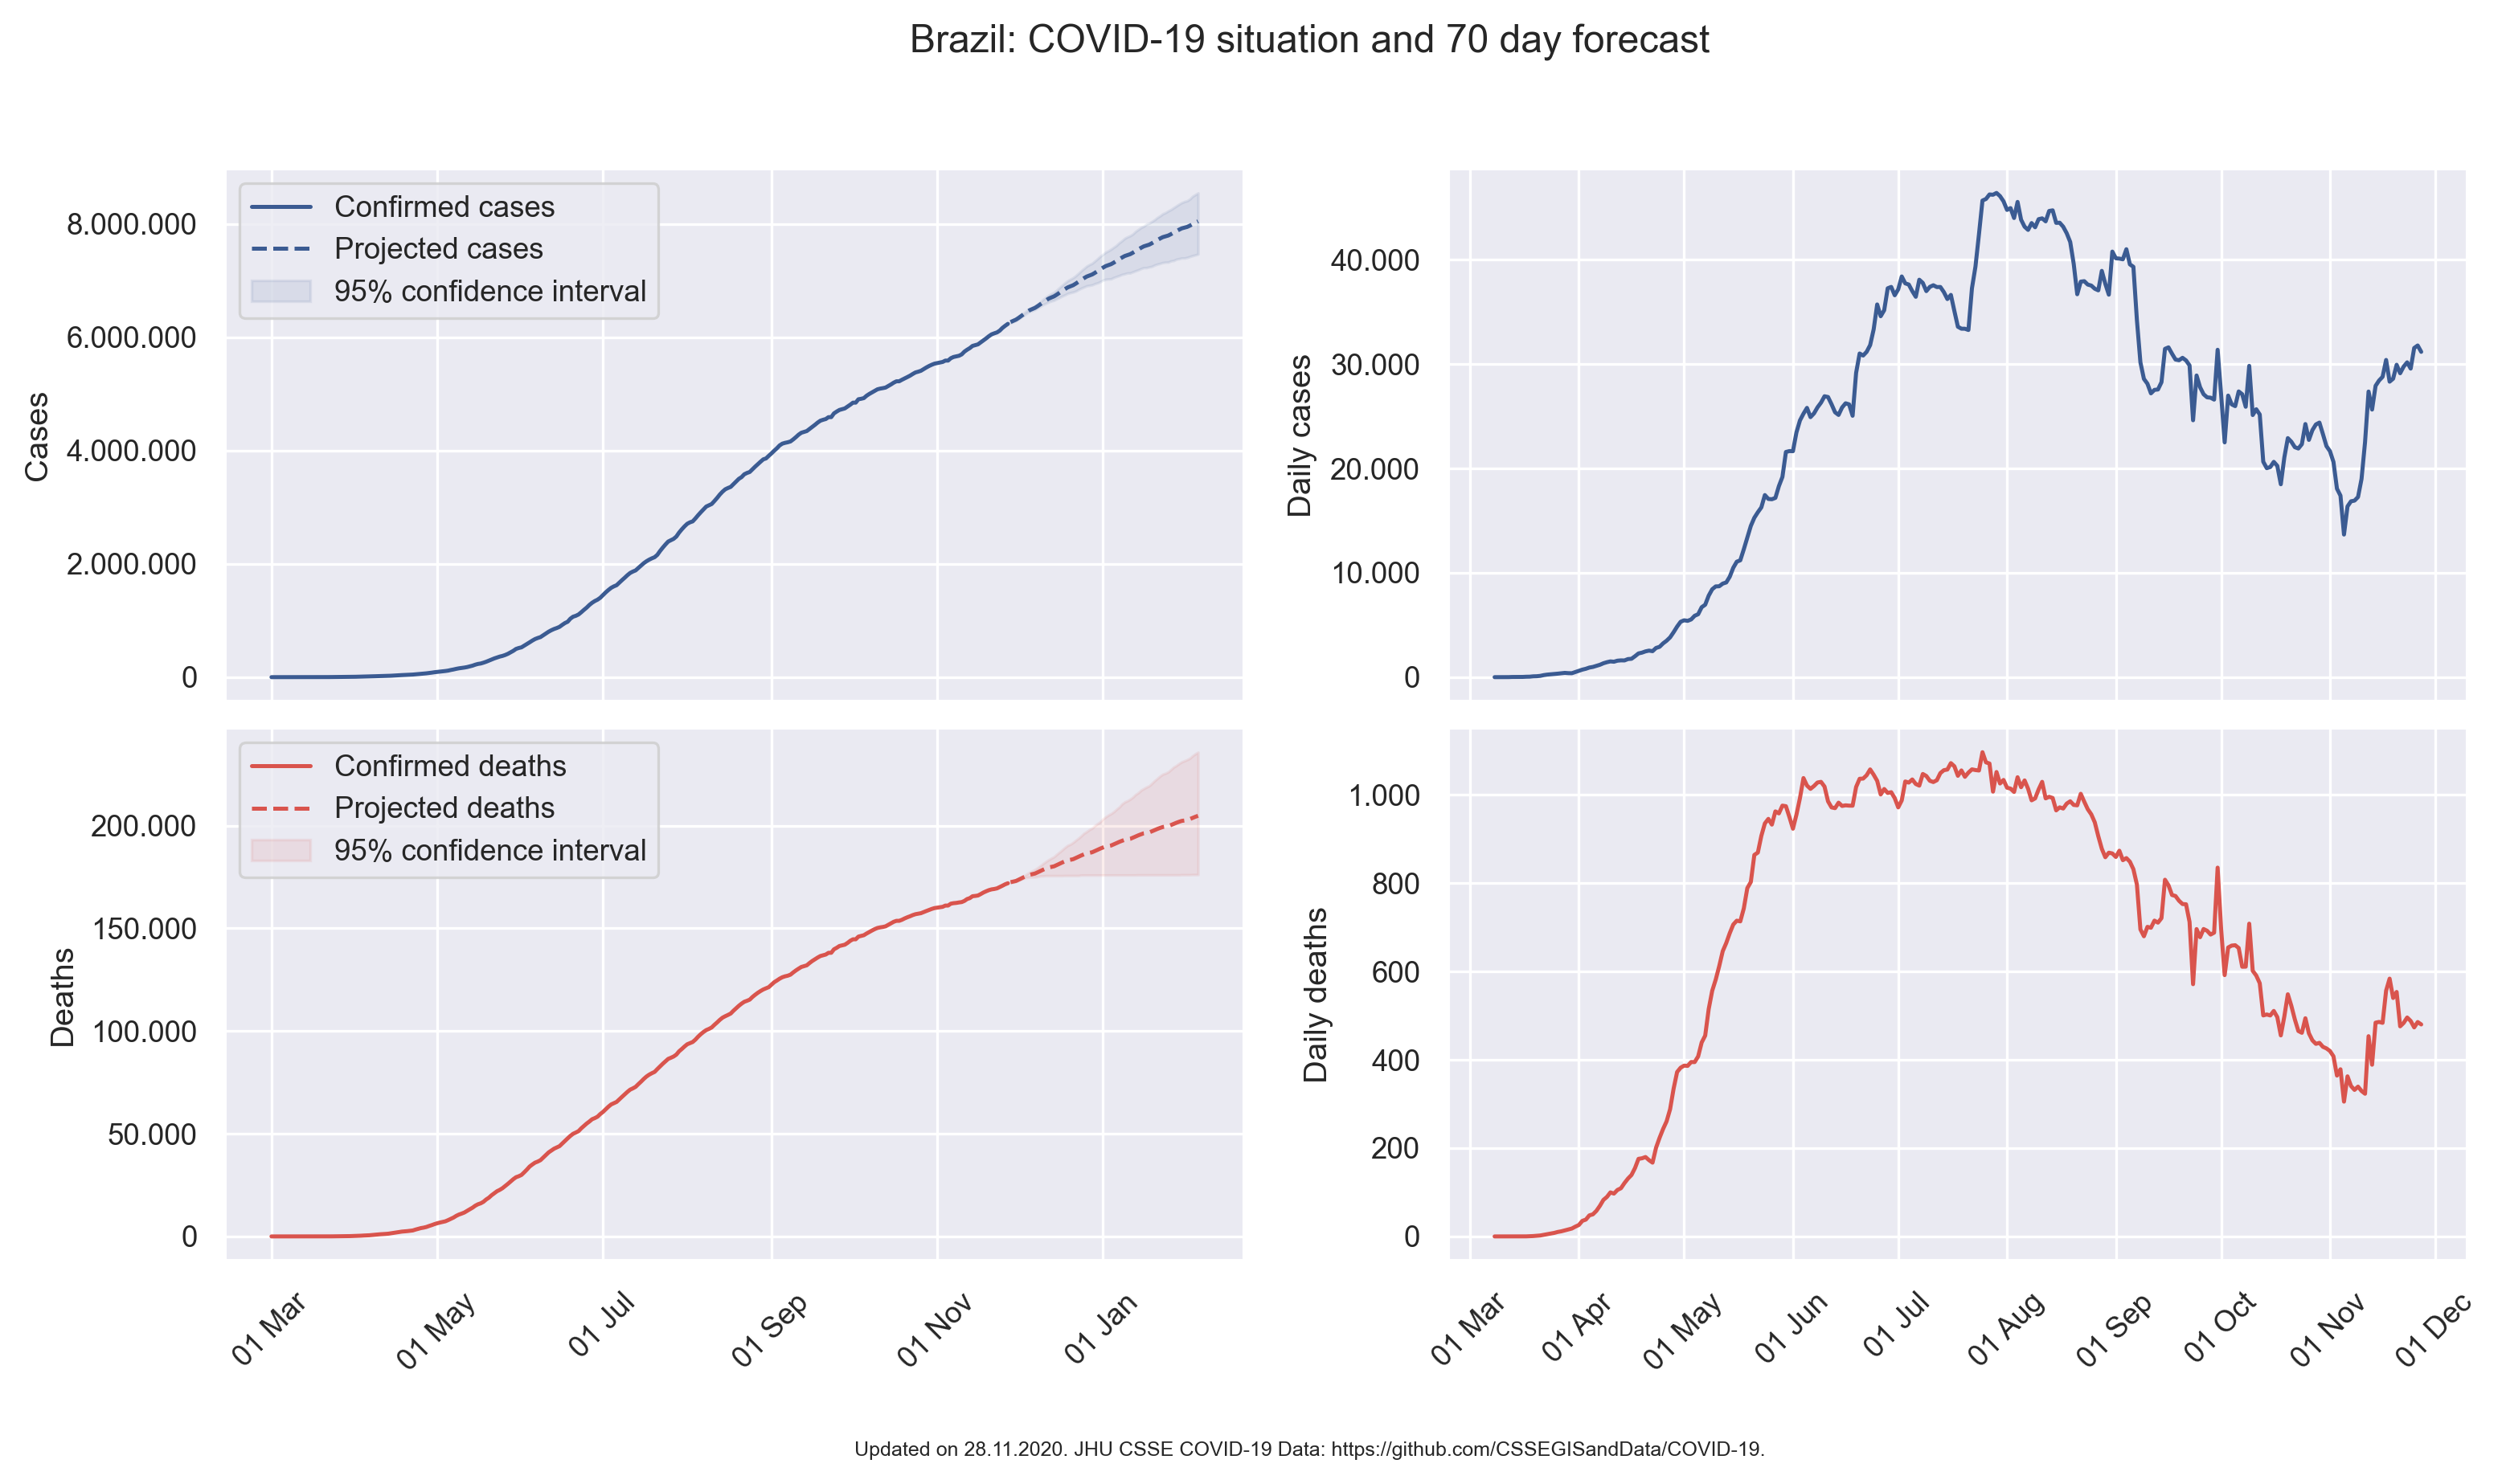 Brazil: COVID-19 situation and 70 day forecast
Confirmed cases
Projected cases
95% confidence interval
Cases
8.000.000
6.000.000
4.000.000
2.000.000
0
Daily cases
40.000
30.000
20.000
10.000
0
Confirmed deaths
Projected deaths
95% confidence interval
Deaths
200.000
150.000
100.000
50.000
0
01 Mar
01 May
01 Jul
01 Sep
01 Nov
01 Jan
Daily deaths
1.000
800
600
400
200
0
01 Mar
01 Apr
01 May
01 Jun
01 Jul
01 Aug
01 Sep
01 Oct
01 Nov
01 Dec
Updated on 28.11.2020. JHU CSSE COVID-19 Data: https://github.com/CSSEGISandData/COVID-19.